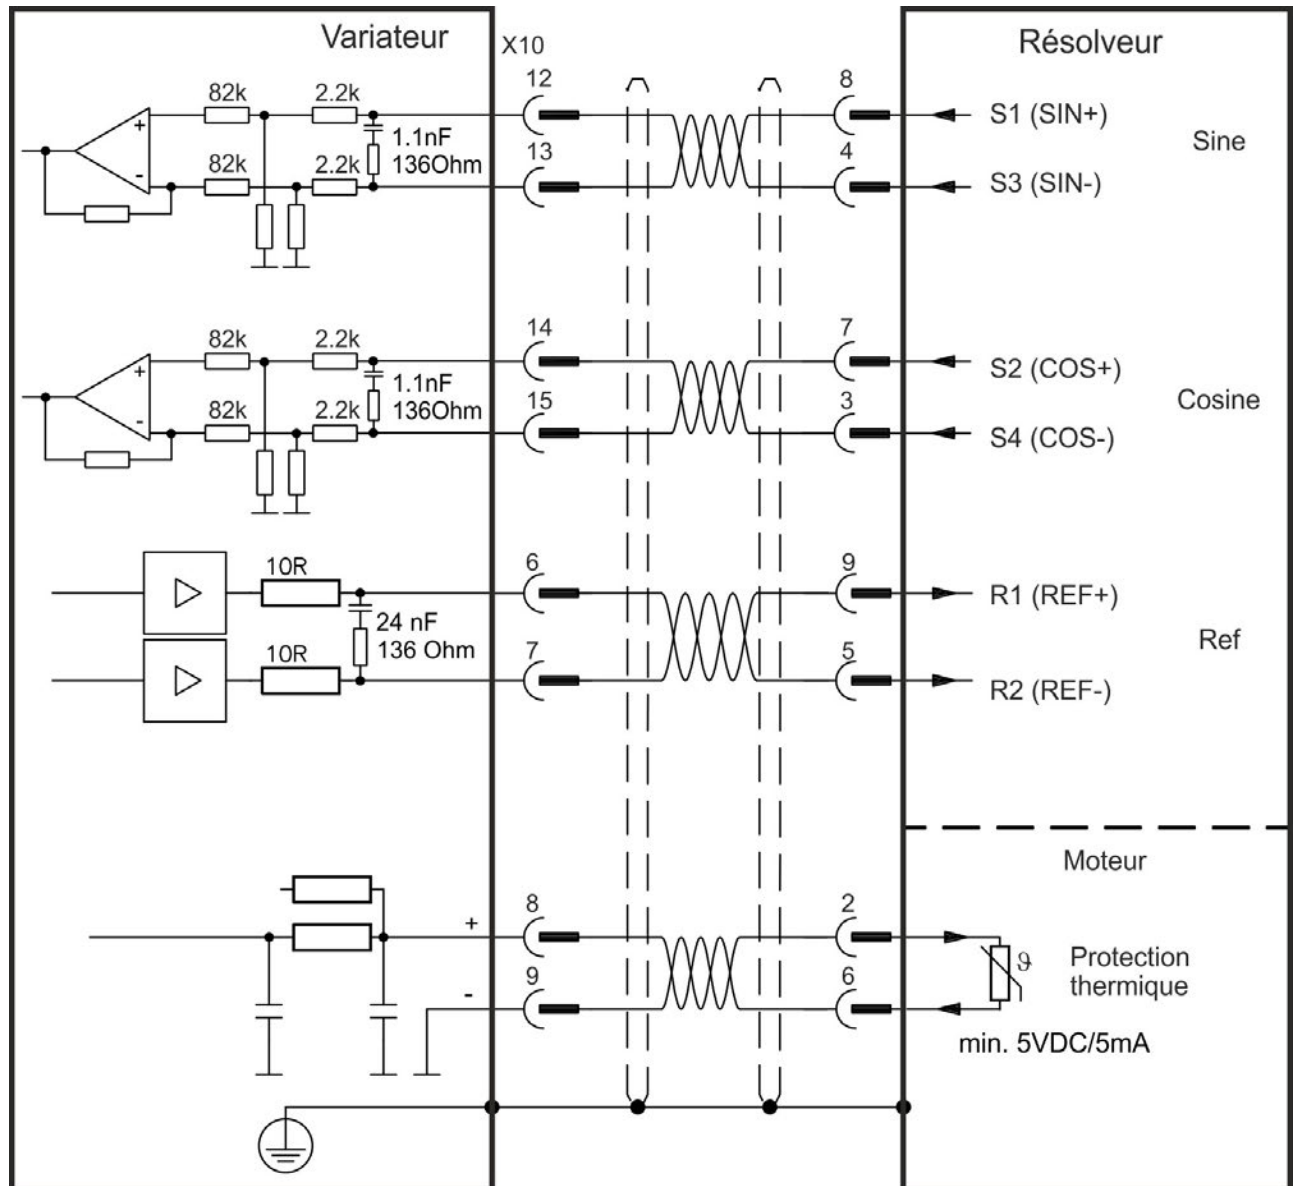 Variateur
X10
Résolveur
82k
2.2k
12
8
S1 (SIN+)
1.1nF
136Ohm
Sine
82k
2.2k
13
4
S3 (SIN-)
+
-
82k
2.2k
14
7
S2 (COS+)
1.1nF
136Ohm
Cosine
82k
2.2k
15
3
S4 (COS-)
+
-
10R
6
9
R1 (REF+)
24 nF
136 Ohm
Ref
10R
7
5
R2 (REF-)
Moteur
+
8
2
-
9
6
ϑ
Protection
thermique
min. 5VDC/5mA